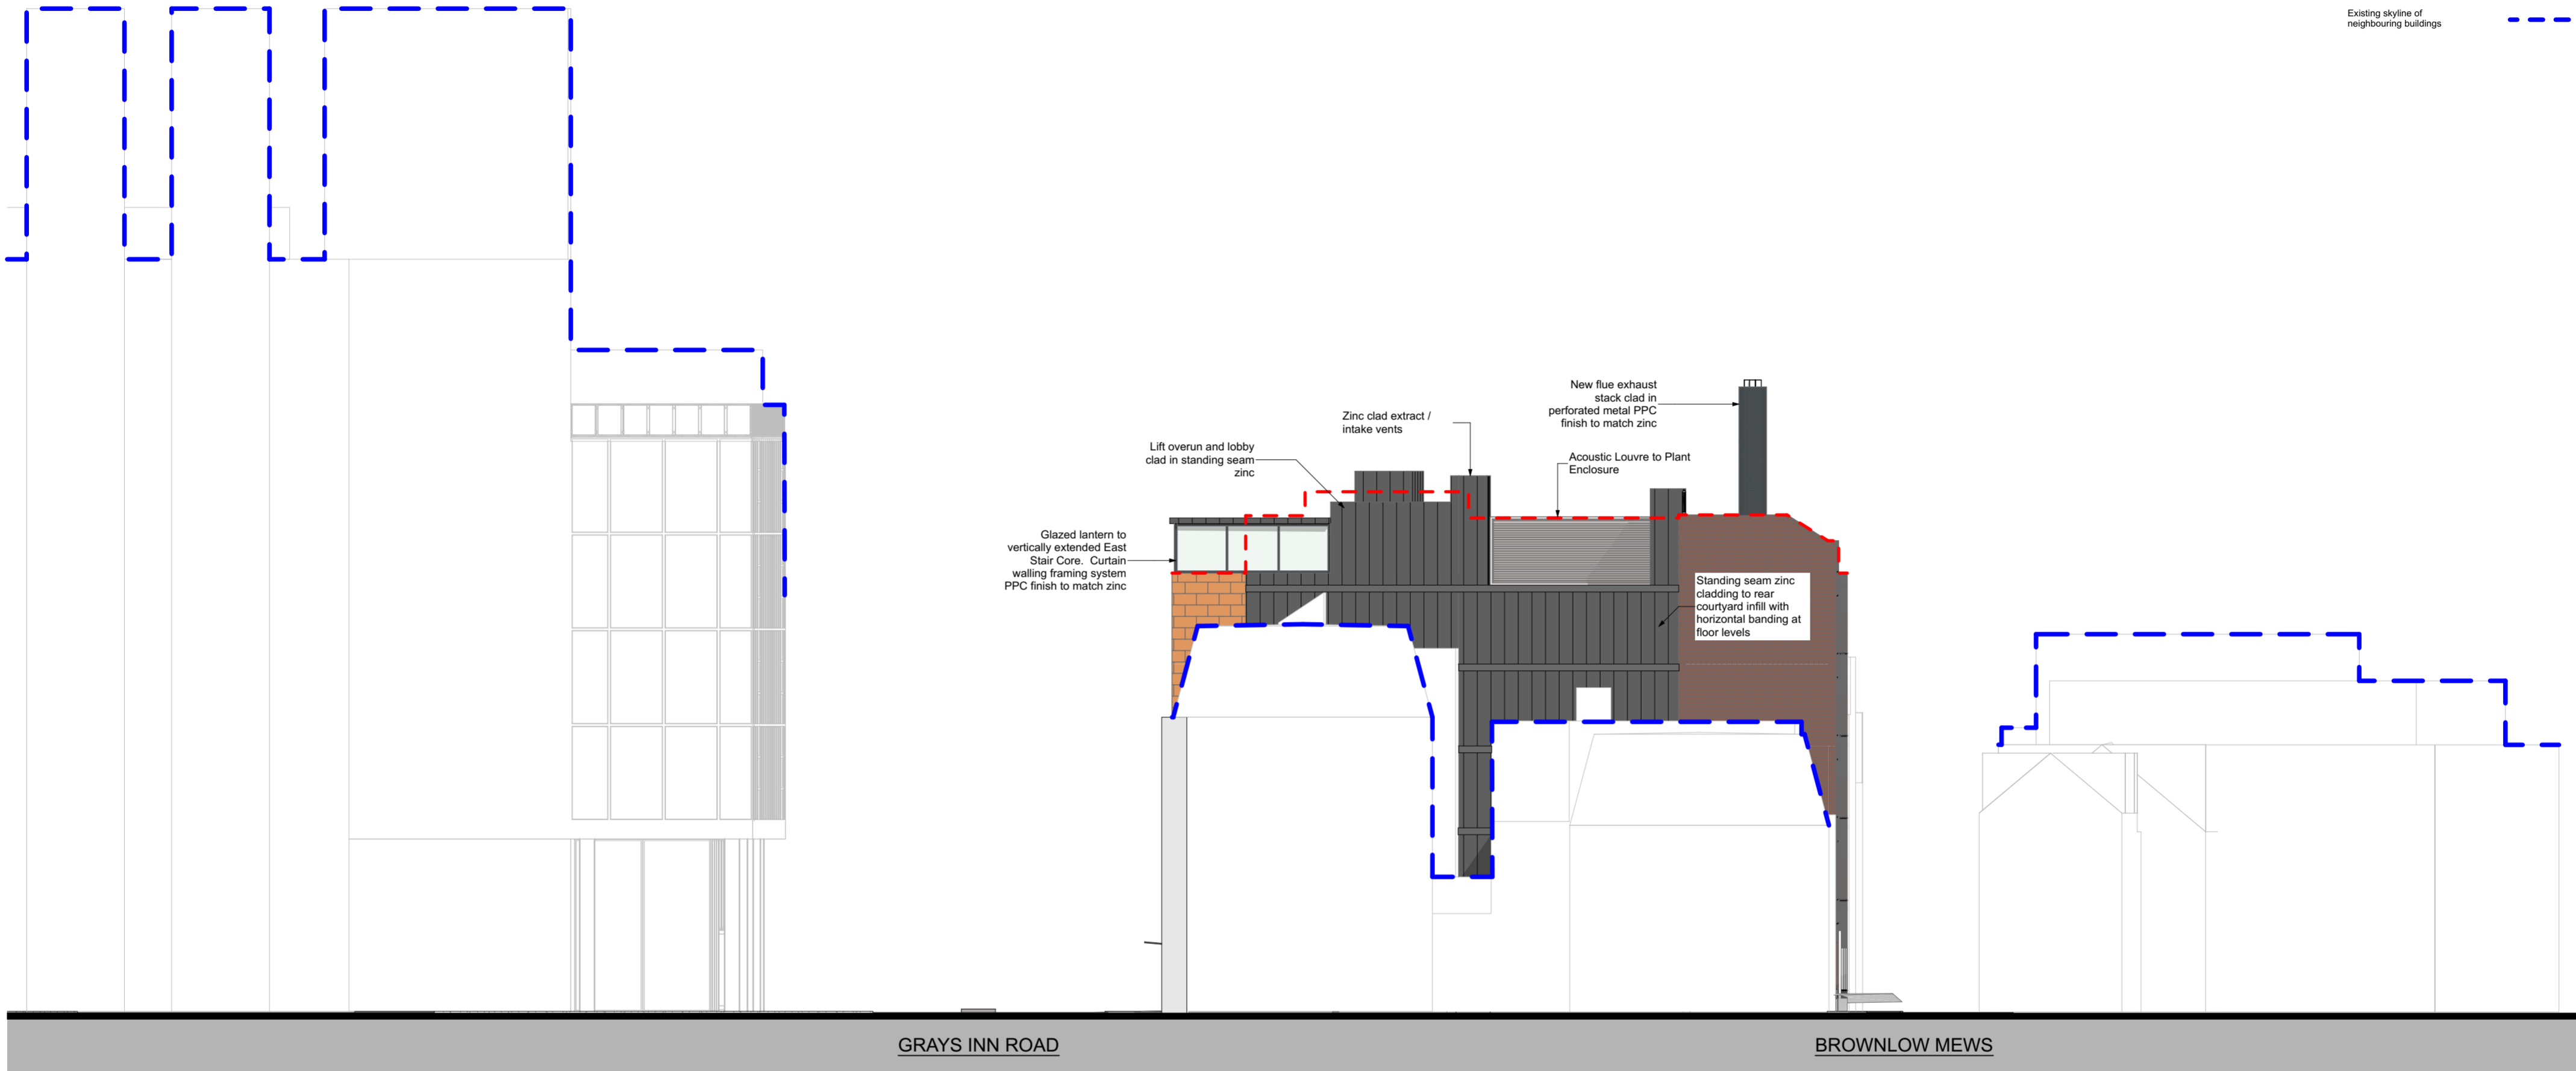 Existing skyline of
neighbouring buildings
New flue exhaust
stack clad in
perforated metal PPC
finish to match zinc
Zinc clad extract /
intake vents
Lift overun and lobby
clad in standing seam
zinc
Acoustic Louvre to Plant
Enclosure
Glazed lantern to
vertically extended East
Stair Core. Curtain
walling framing system
PPC finish to match zinc
Standing seam zinc
cladding to rear
courtyard infill with
horizontal banding at
floor levels
GRAYS INN ROAD
BROWNLOW MEWS